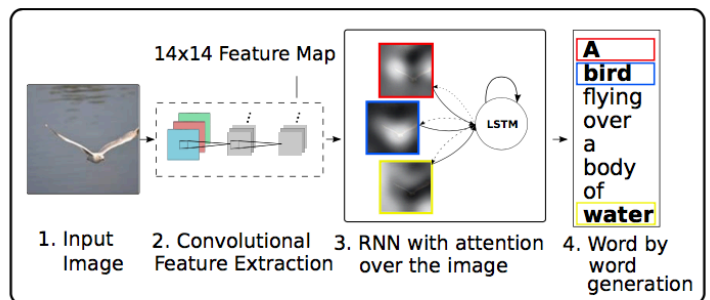 14x14 Feature Map
LSTM
A
bird
flying
over
a
body
of
water
1. Input
Image
2. Convolutional
Feature Extraction
3. RNN with attention
over the image
4. Word by
word
generation